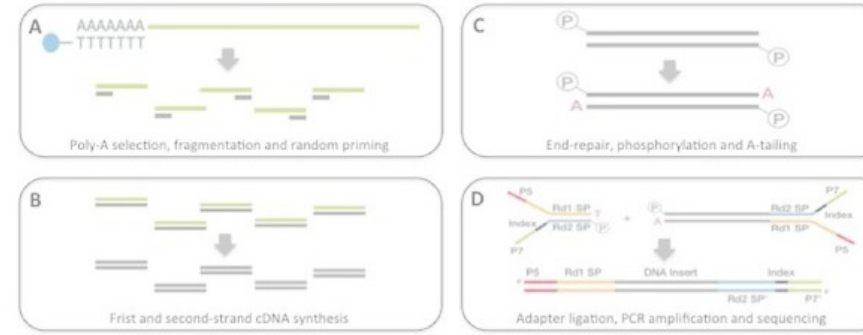 A
AAAAAAA
TTTTTTT
Poly-A selection, fragmentation and random priming
B
Frist and second-strand cDNA synthesis
C
P
P
P
A
A
P
End-repair, phosphorylation and A-tailing
D
P5
Rd1 SP
T
Index
Rd2 SP
P
P7
+
P
A
Rd2 SP
Rd1 SP
P7
Index
P5
P5
Rd1 SP
DNA Insert
Index
Rd2 SP'
P7'
Adapter ligation, PCR amplification and sequencing